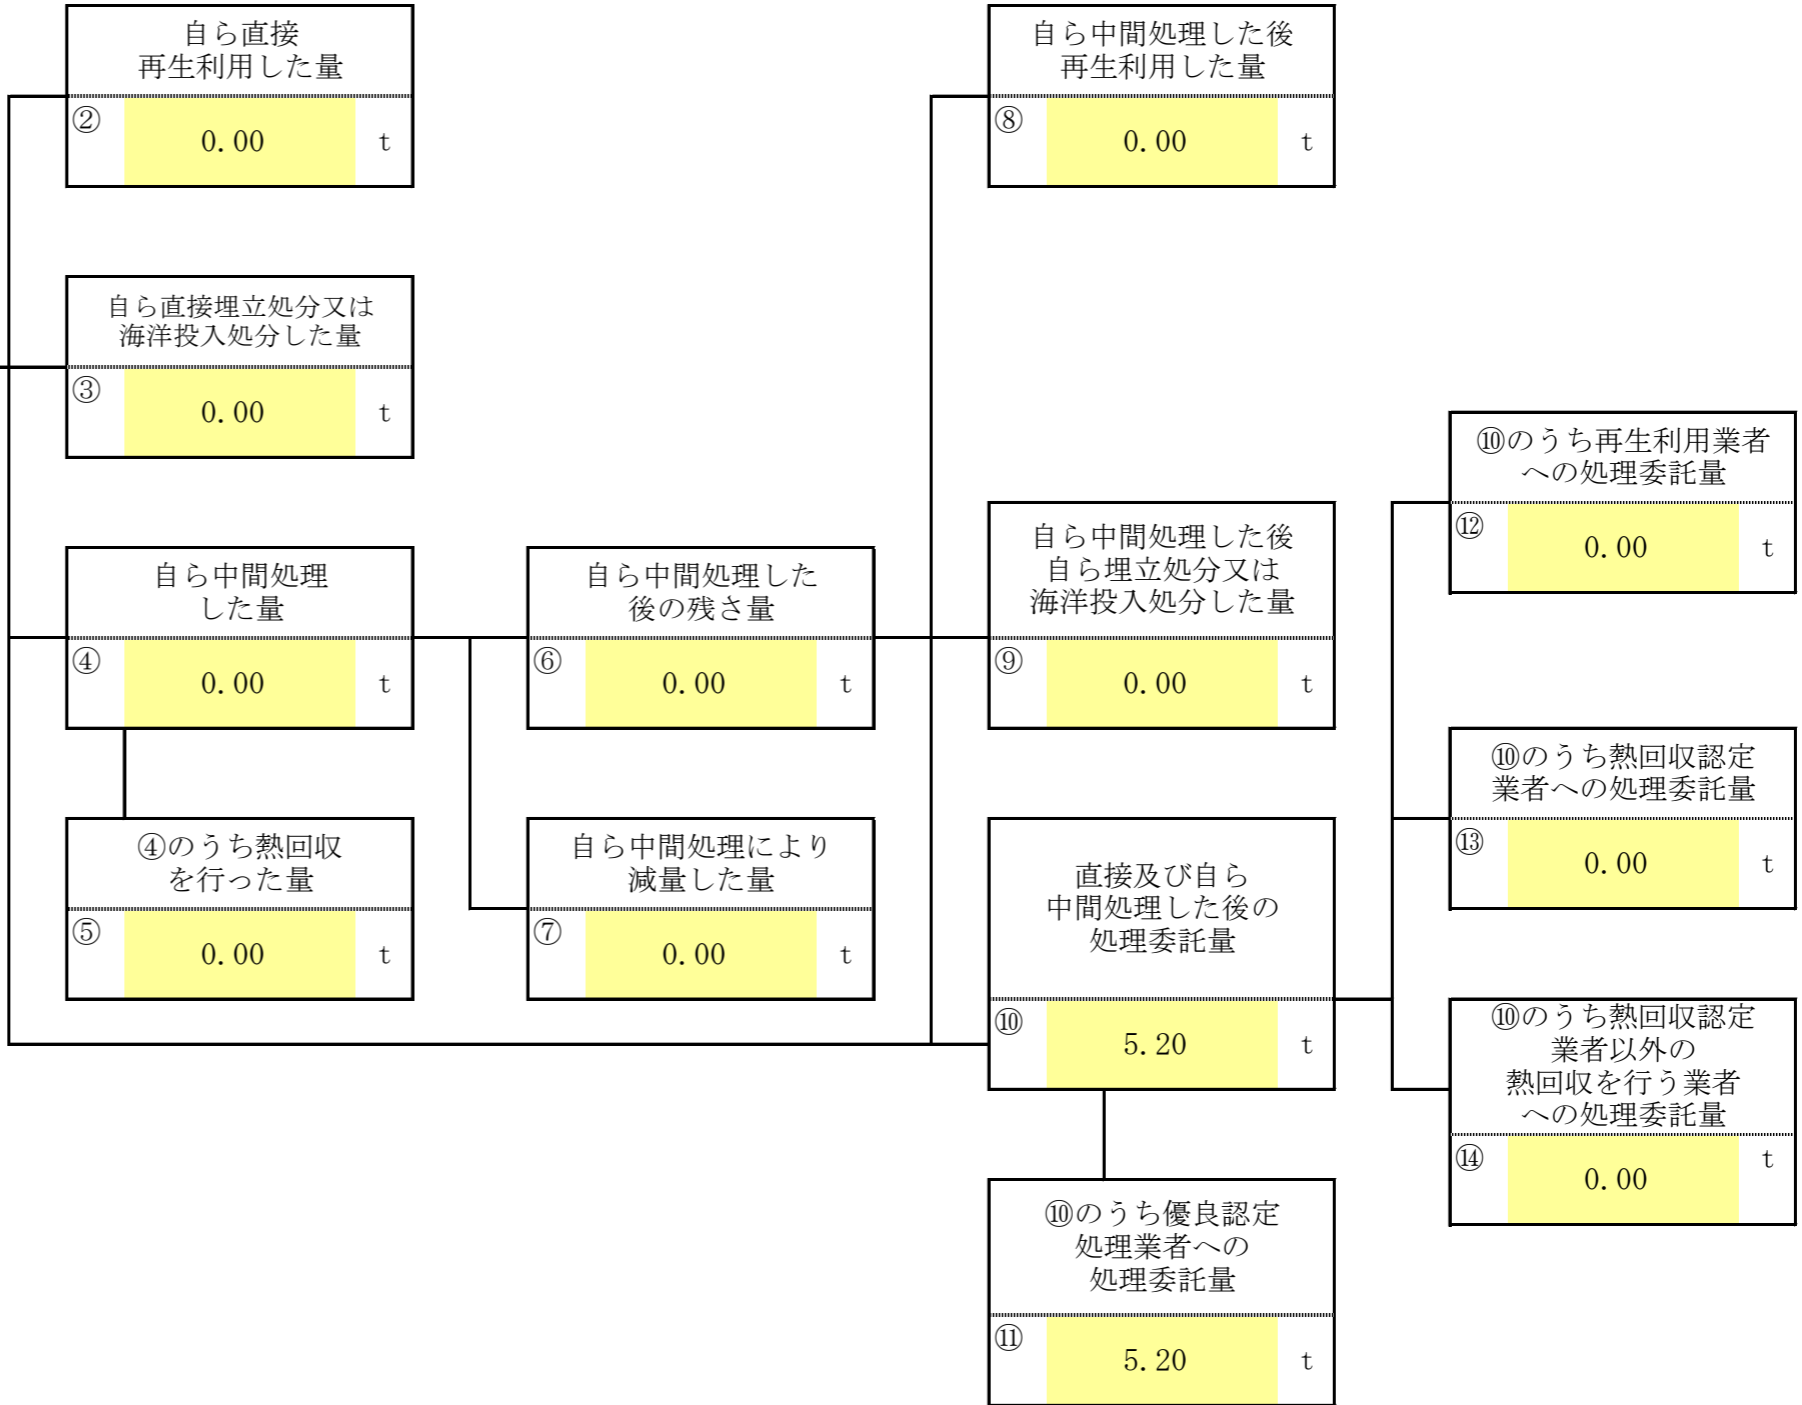 自ら直接
再生利用した量
②
0.00
t
自ら中間処理した後
再生利用した量
⑧
0.00
t
自ら直接埋立処分又は
海洋投入処分した量
③
0.00
t
⑩のうち再生利用業者
への処理委託量
⑫
0.00
t
自ら中間処理
した量
④
0.00
t
自ら中間処理した
後の残さ量
⑥
0.00
t
自ら中間処理した後
自ら埋立処分又は
海洋投入処分した量
⑨
0.00
t
⑩のうち熱回収認定
業者への処理委託量
⑬
0.00
t
④のうち熱回収
を行った量
⑤
0.00
t
自ら中間処理により
減量した量
⑦
0.00
t
直接及び自ら
中間処理した後の
処理委託量
⑩
5.20
t
⑩のうち熱回収認定
業者以外の
熱回収を行う業者
への処理委託量
⑭
0.00
t
⑩のうち優良認定
処理業者への
処理委託量
⑪
5.20
t